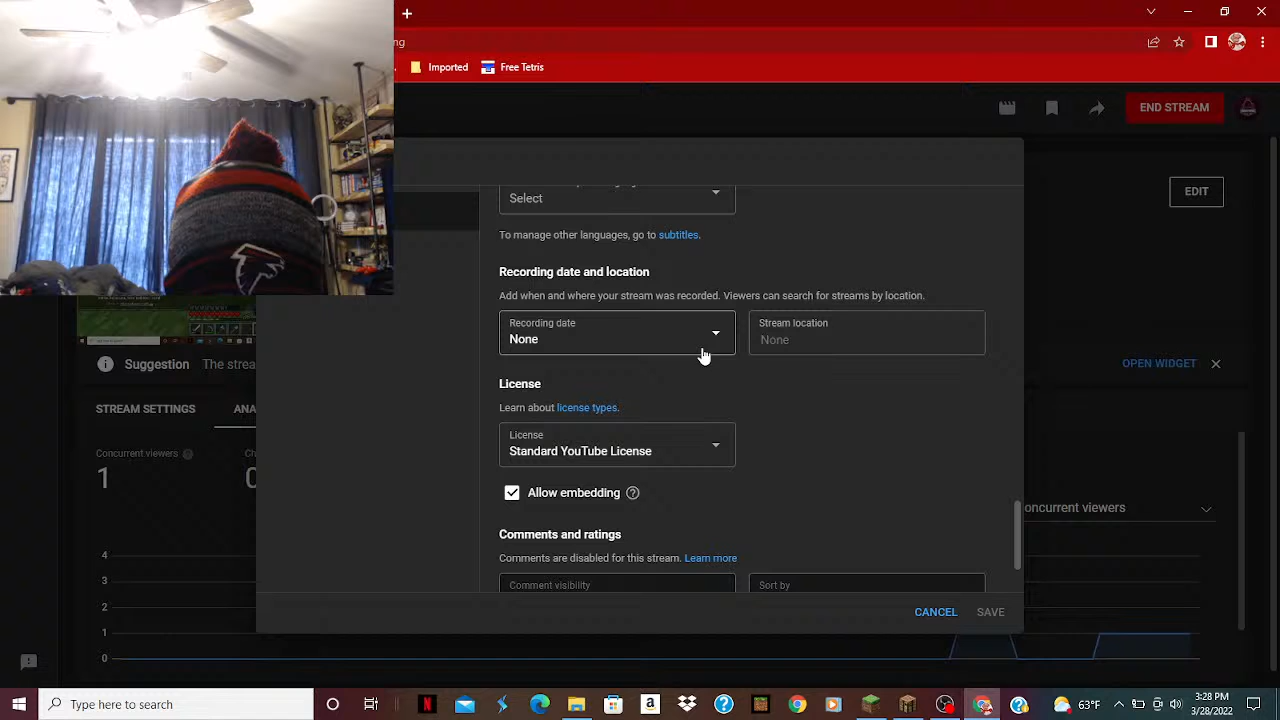 ng
Imported
Free Tetris
END STREAM
EDIT
Select
To manage other languages, go to subtitles.
Recording date and location
Add when and where your stream was recorded. Viewers can search for streams by location.
Recording date
None
Stream location
None
License
Learn about license types.
License
Standard YouTube License
Allow embedding
Comments and ratings
Comments are disabled for this stream. Learn more
Comment visibility
Sort by
CANCEL
SAVE
Suggestion
The strea
OPEN WIDGET
STREAM SETTINGS
ANA
Concurrent viewers
1
Ch
0
oncurrent viewers
4
3
2
1
0
Type here to search
63°F
3:28 PM
3/28/2022